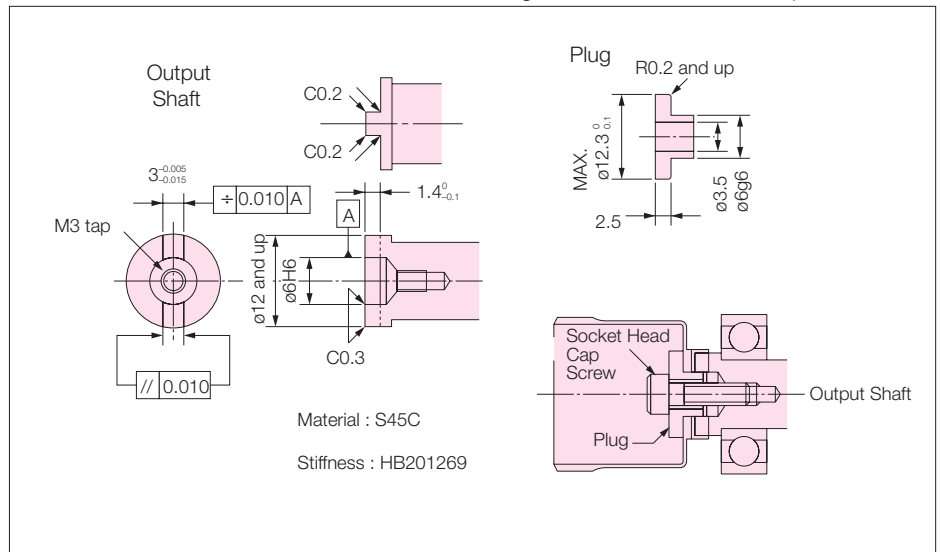 Output
Shaft
C0.2
C0.2
3 -0.005 -0.015
÷ 0.010 A
M3 tap
// 0.010
1.4 0 -0.1
A
ø12 and up
ø6H6
C0.3
Material : S45C
Stiffness : HB201269
Plug
R0.2 and up
MAX.
ø12.3 0 0.1
2.5
ø3.5
ø6g6
Socket Head
Cap
Screw
Plug
Output Shaft